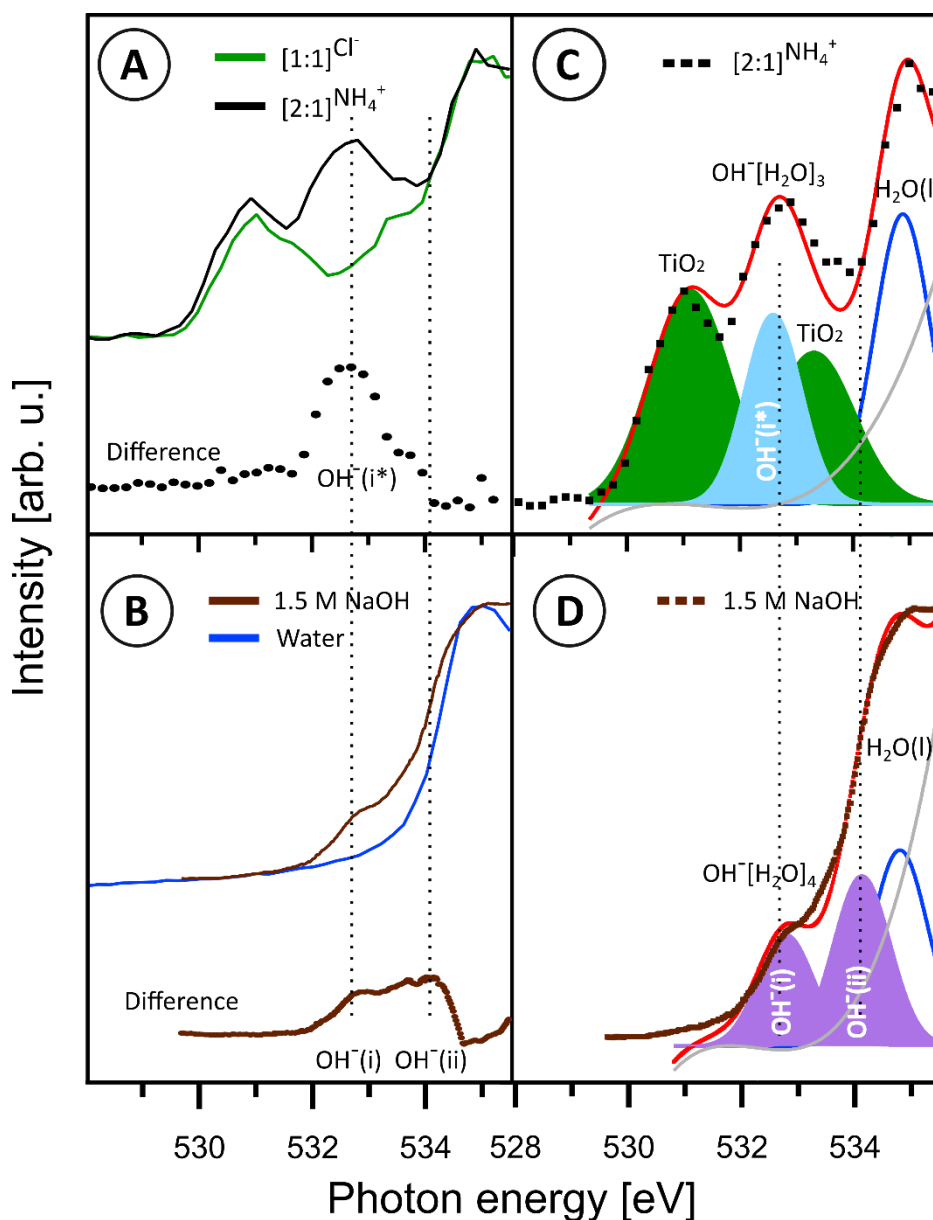 A
[1:1]Cl⁻
[2:1]NH₄⁺
Difference
OH⁻(i*)
C
[2:1]NH₄⁺
OH⁻[H₂O]₃
H₂O(l
TiO₂
TiO₂
OH⁻(i*)
B
1.5 M NaOH
Water
Difference
OH⁻(i)
OH⁻(ii)
D
1.5 M NaOH
H₂O(l)
OH⁻[H₂O]₄
OH⁻(i)
OH⁻(ii)
Intensity [arb. u.]
530
532
534
528
530
532
534
Photon energy [eV]